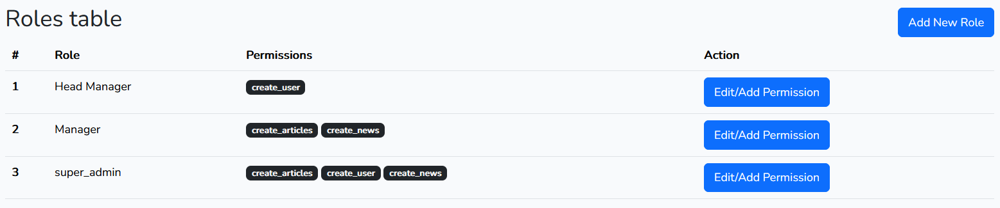 Roles table
Add New Role
# Role Permissions Action
1 Head Manager create_user Edit/Add Permission
2 Manager create_articles create_news Edit/Add Permission
3 super_admin create_articles create_user create_news Edit/Add Permission